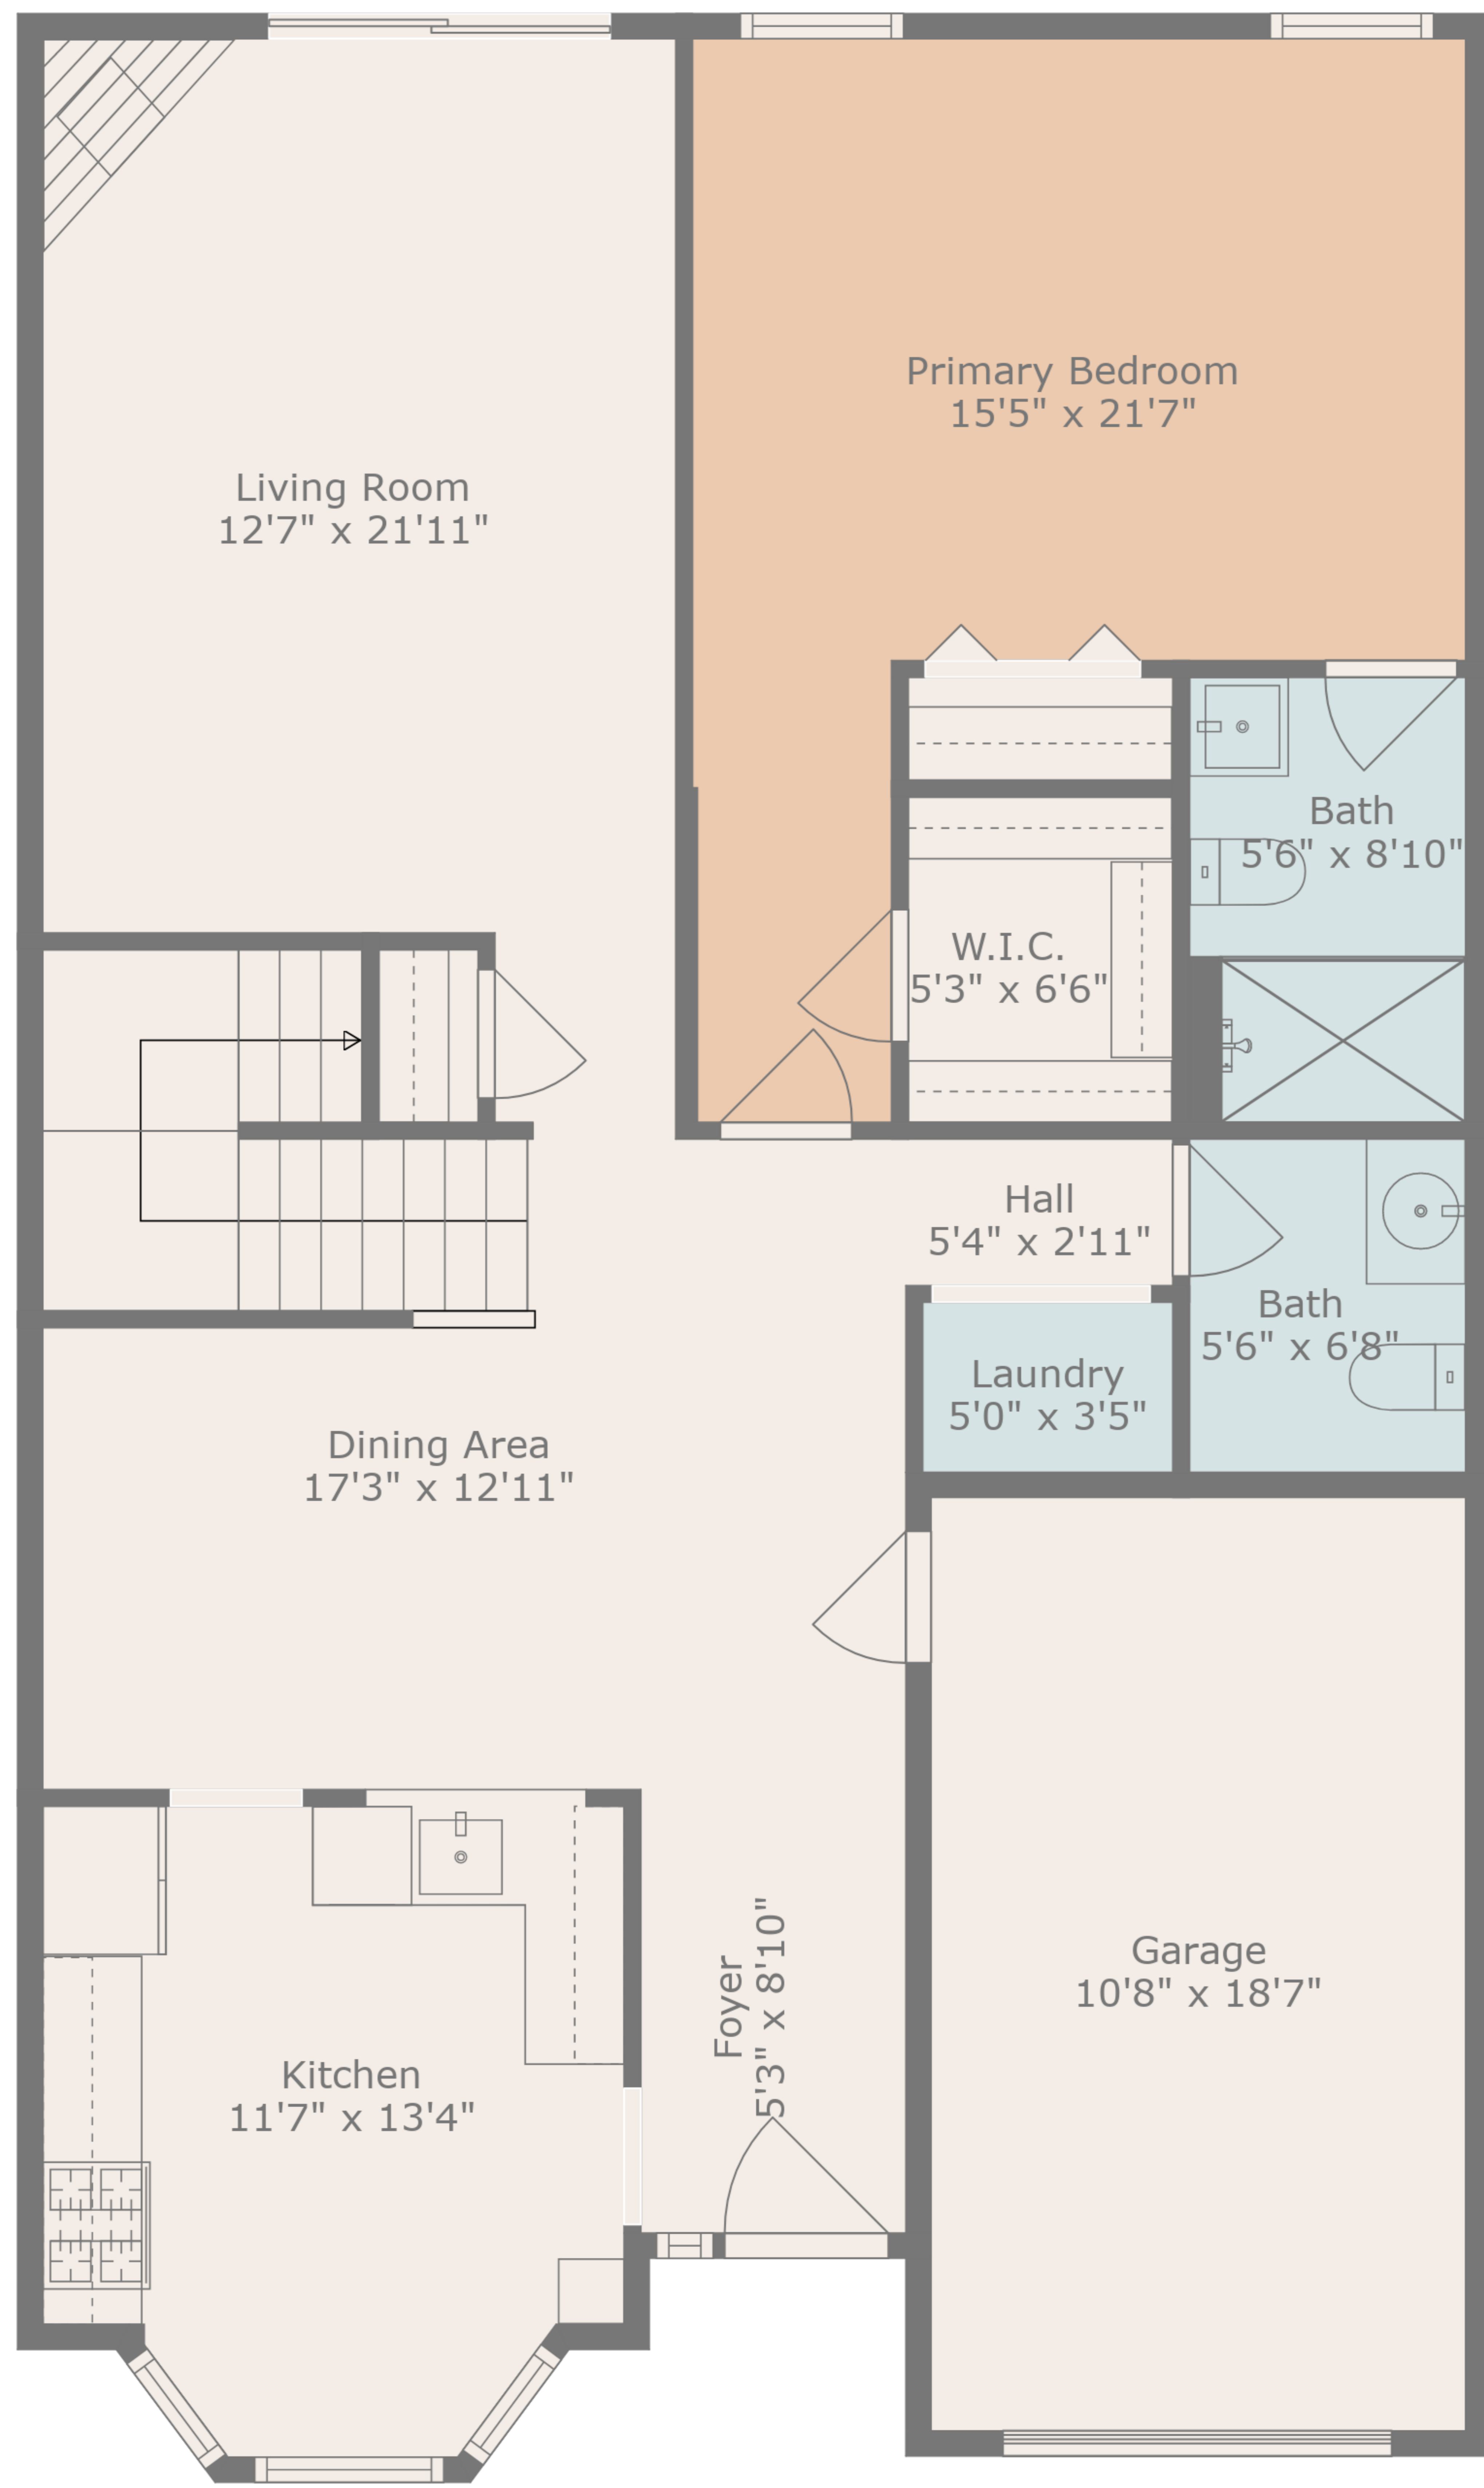 Primary Bedroom
15'5" x 21'7"
Living Room
12'7" x 21'11"
Bath
5'6" x 8'10"
W.I.C.
5'3" x 6'6"
Hall
5'4" x 2'11"
Bath
5'6" x 6'8"
Laundry
5'0" x 3'5"
Dining Area
17'3" x 12'11"
Foyer
5'3" x 8'10"
Garage
10'8" x 18'7"
Kitchen
11'7" x 13'4"